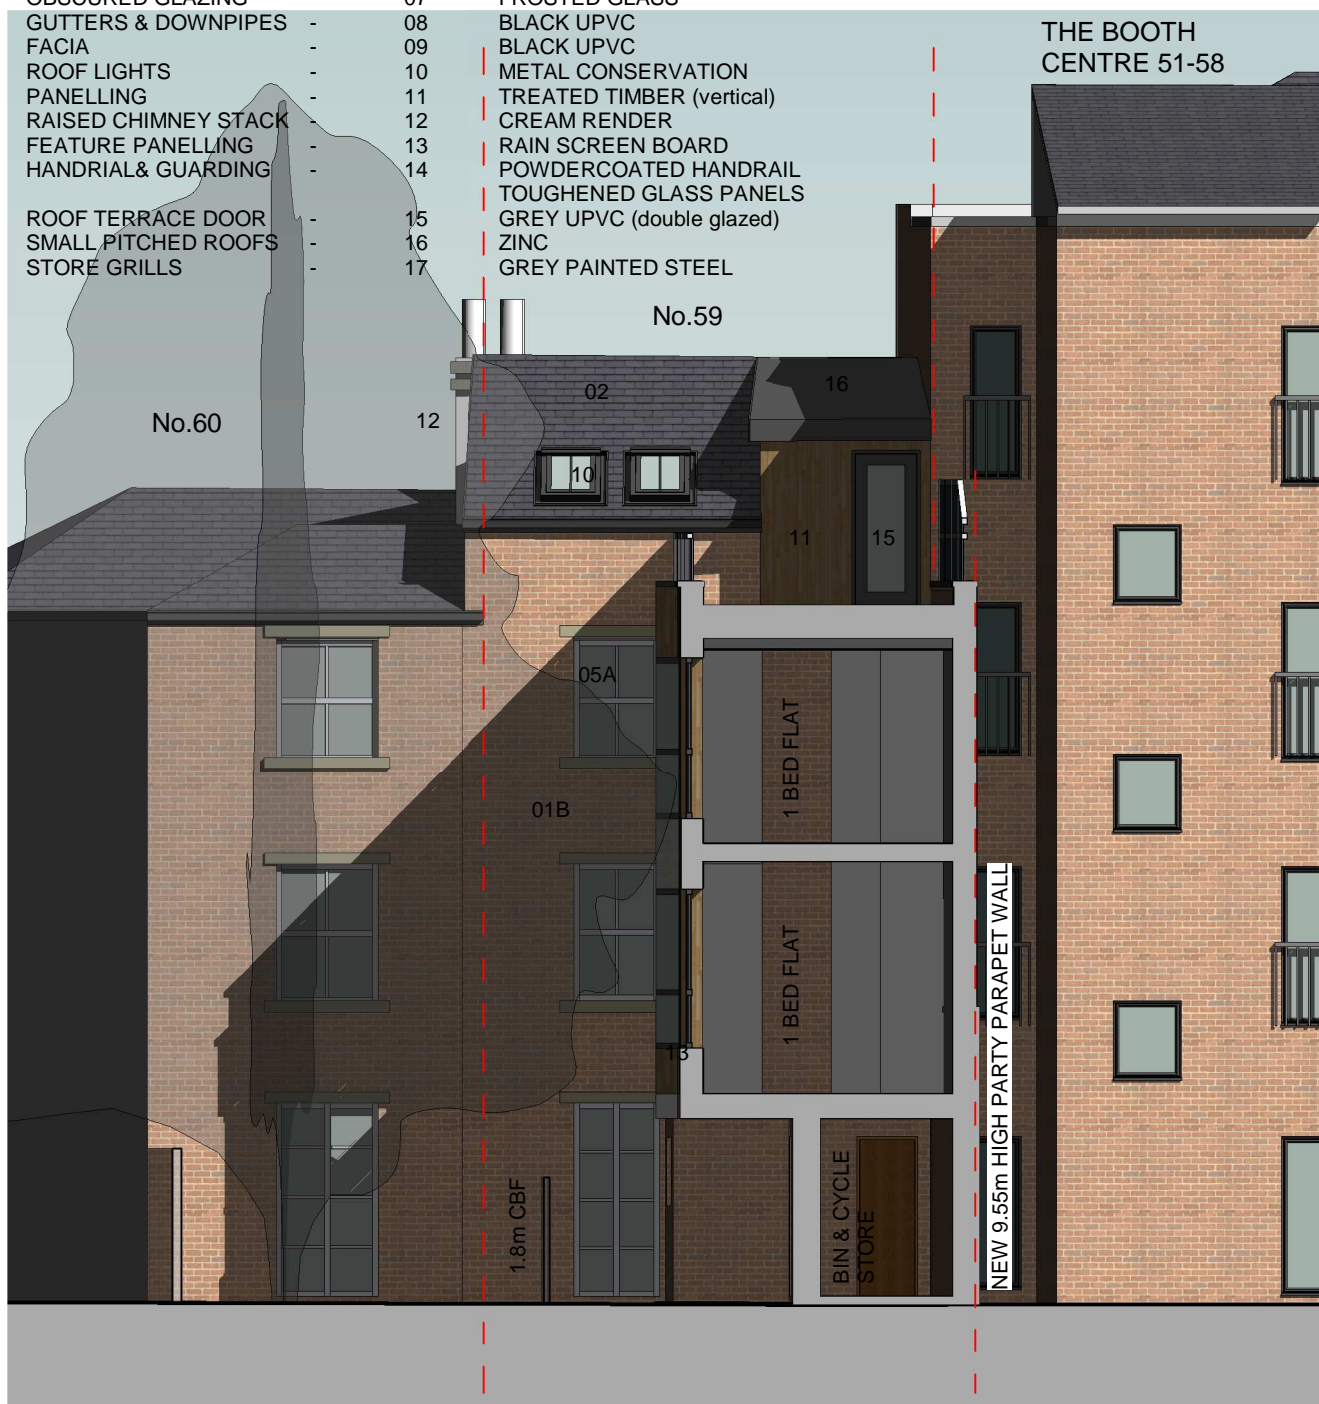 OBSCURED GLAZING - 07 FROSTED GLASS
GUTTERS & DOWNPIPES - 08 BLACK UPVC
FACIA - 09 BLACK UPVC
ROOF LIGHTS - 10 METAL CONSERVATION
PANELLING - 11 TREATED TIMBER (vertical)
RAISED CHIMNEY STACK - 12 CREAM RENDER
FEATURE PANELLING - 13 RAIN SCREEN BOARD
HANDRIAL& GUARDING - 14 POWDERCOATED HANDRAIL
TOUGHENED GLASS PANELS
ROOF TERRACE DOOR - 15 GREY UPVC (double glazed)
SMALL PITCHED ROOFS - 16 ZINC
STORE GRILLS - 17 GREY PAINTED STEEL
THE BOOTH
CENTRE 51-58
No.59
No.60
12
02
16
10
11
15
05A
01B
1 BED FLAT
1 BED FLAT
13
1.8m CBF
BIN & CYCLE
STORE
NEW 9.55m HIGH PARTY PARAPET WALL